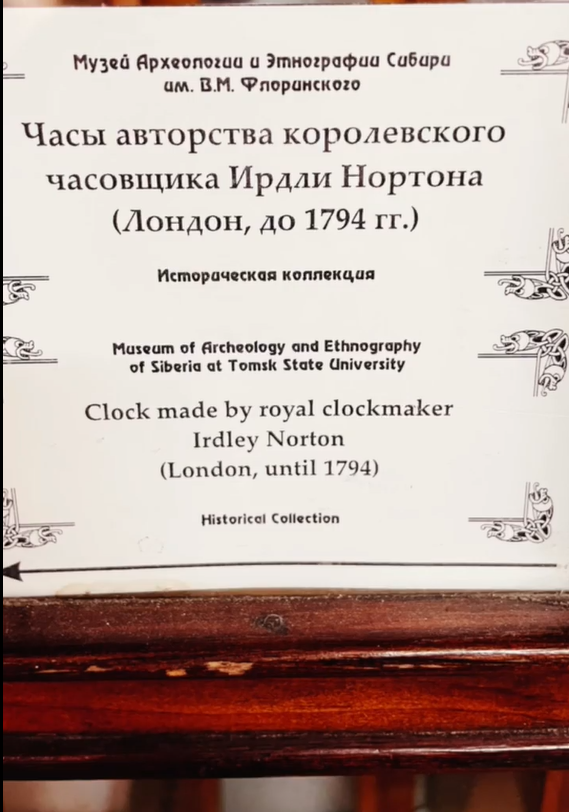 Музей Археологии и Этнографии Сибири
им. В.М. Флоринского
Часы авторства королевского
часовщика Ирдли Нортона
(Лондон, до 1794 гг.)
Историческая коллекция
Museum of Archeology and Ethnography
of Siberia at Tomsk State University
Clock made by royal clockmaker
Irdley Norton
(London, until 1794)
Historical Collection